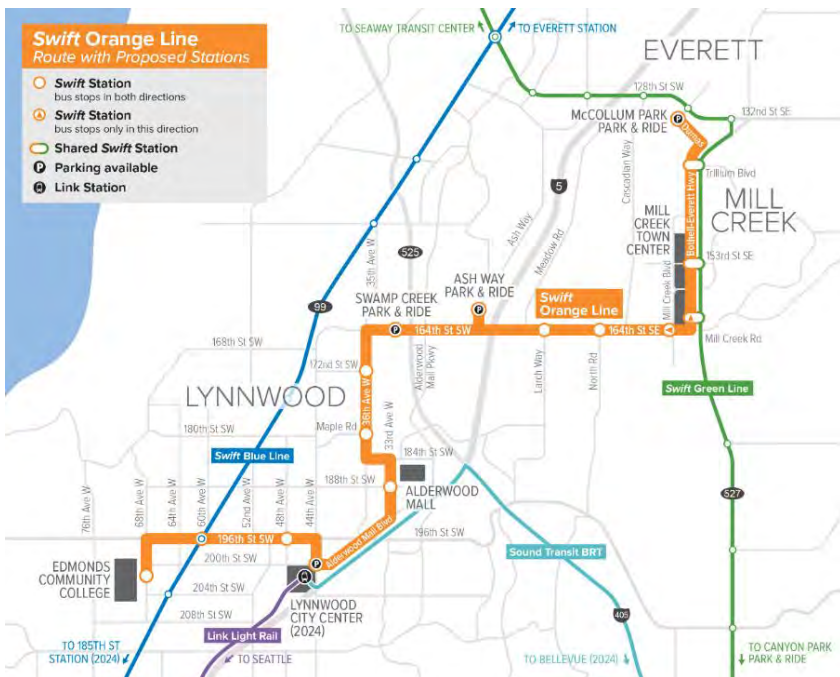 Swift Orange Line
Route with Proposed Stations
Swift Station
bus stops in both directions
Swift Station
bus stops only in this direction
Shared Swift Station
P Parking available
Link Station
TO SEAWAY TRANSIT CENTER
TO EVERETT STATION
EVERETT
128th St SW
132nd St SE
McCOLLUM PARK
PARK & RIDE
P
Dumas
Trillium Blvd
Cascadian Way
Bothell-Everett Hwy
MILL
CREEK
MILL
CREEK
TOWN
CENTER
153rd St SE
Mill Creek Blvd
Mill Creek Rd
5
Ash Way
Meadow Rd
525
35th Ave W
99
ASH WAY
PARK & RIDE
P
SWAMP CREEK
PARK & RIDE
P
Swift
Orange Line
164th St SW
164th St SE
168th St SW
172nd St SW
Alderwood
Mall Pkwy
Larch Way
North Rd
LYNNWOOD
36th Ave W
33rd Ave W
Maple Rd
180th St SW
184th St SW
188th St SW
ALDERWOOD
MALL
Swift Green Line
Swift Blue Line
76th Ave W
68th Ave W
64th Ave W
60th Ave W
52nd Ave W
48th Ave W
44th Ave W
196th St SW
Alderwood Mall Blvd
196th St SW
527
EDMONDS
COMMUNITY
COLLEGE
200th St SW
204th St SW
208th St SW
P
LYNNWOOD
CITY CENTER
(2024)
Sound Transit BRT
405
Link Light Rail
TO 185TH ST
STATION (2024)
TO SEATTLE
TO BELLEVUE (2024)
TO CANYON PARK
PARK & RIDE